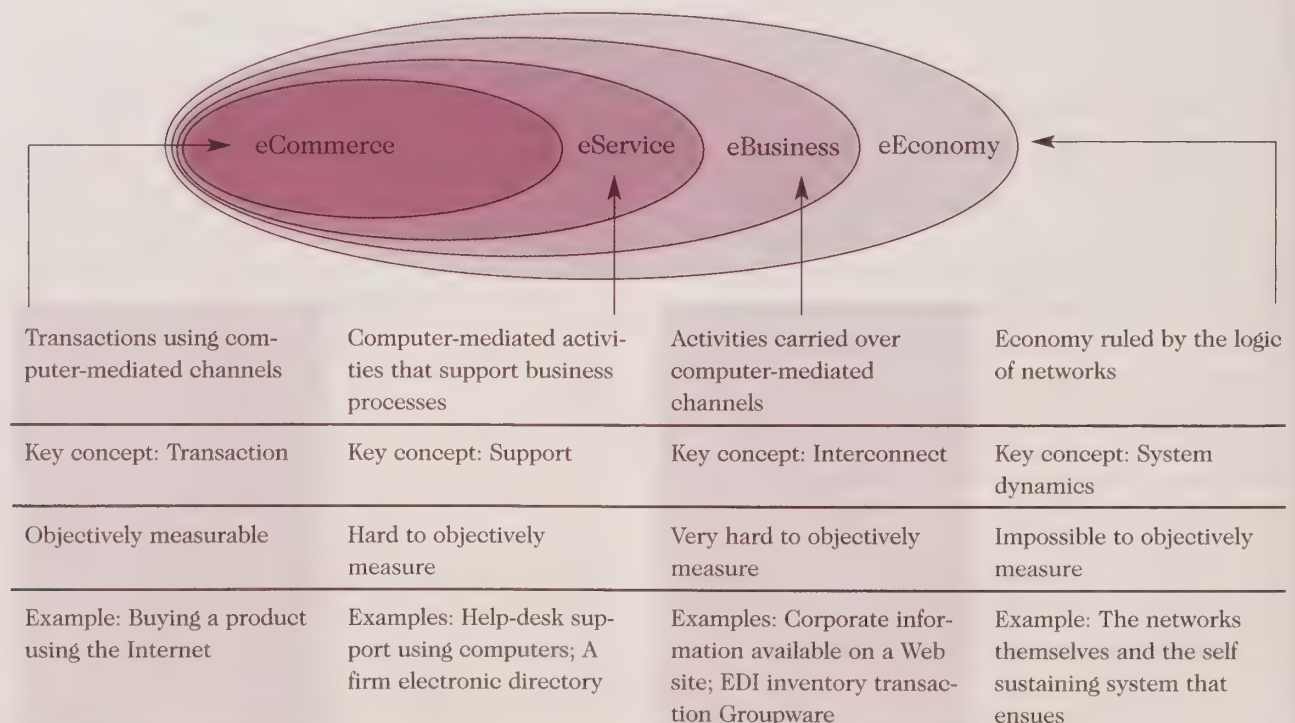 eCommerce
eService
eBusiness
eEconomy
Transactions using com-
puter-mediated channels
Computer-mediated activi-
ties that support business
processes
Activities carried over
computer-mediated
channels
Economy ruled by the logic
of networks
Key concept: Transaction
Key concept: Support
Key concept: Interconnect
Key concept: System
dynamics
Objectively measurable
Hard to objectively
measure
Very hard to objectively
measure
Impossible to objectively
measure
Example: Buying a product
using the Internet
Examples: Help-desk sup-
port using computers; A
firm electronic directory
Examples: Corporate infor-
mation available on a Web
site; EDI inventory transac-
tion Groupware
Example: The networks
themselves and the self
sustaining system that
ensues